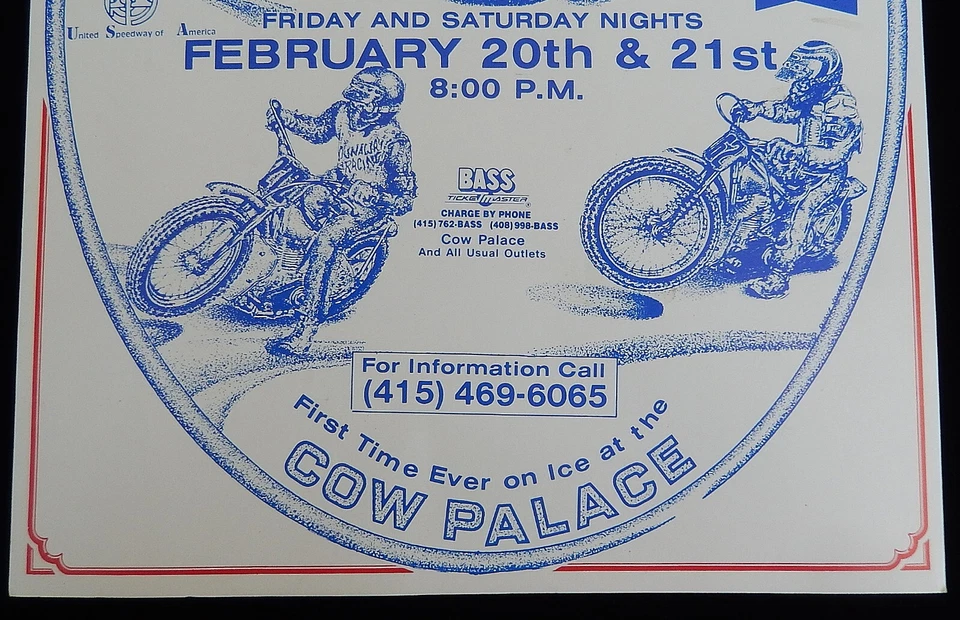 United Speedway of America
FRIDAY AND SATURDAY NIGHTS
FEBRUARY 20th & 21st
8:00 P.M.
RACING
BASS
TICKETMASTER
CHARGE BY PHONE
(415) 762-BASS (408) 998-BASS
Cow Palace
And All Usual Outlets
For Information Call
(415) 469-6065
First Time Ever on Ice at the
COW PALACE